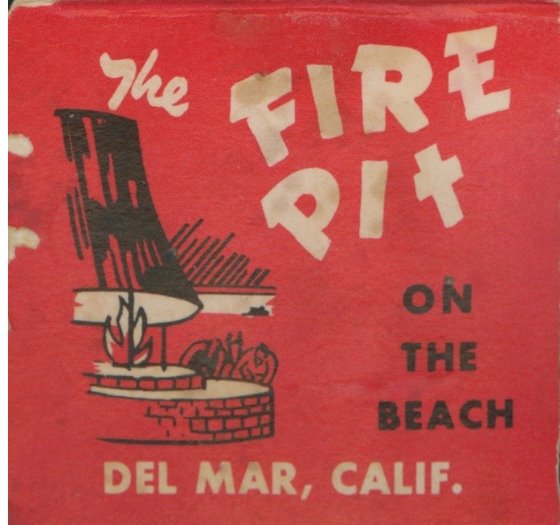 The FIRE
Pit
ON
THE
BEACH
DEL MAR, CALIF.